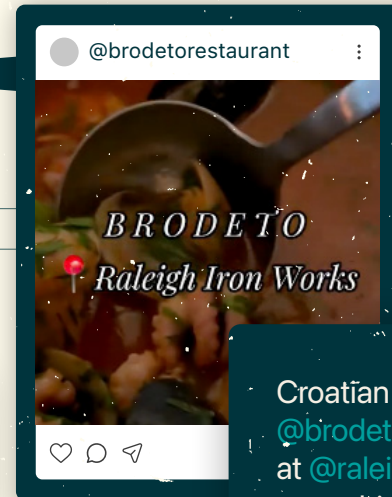 @brodetorestaurant
BRODETO
Raleigh Iron Works
Croatian
@brodet
at @ralei